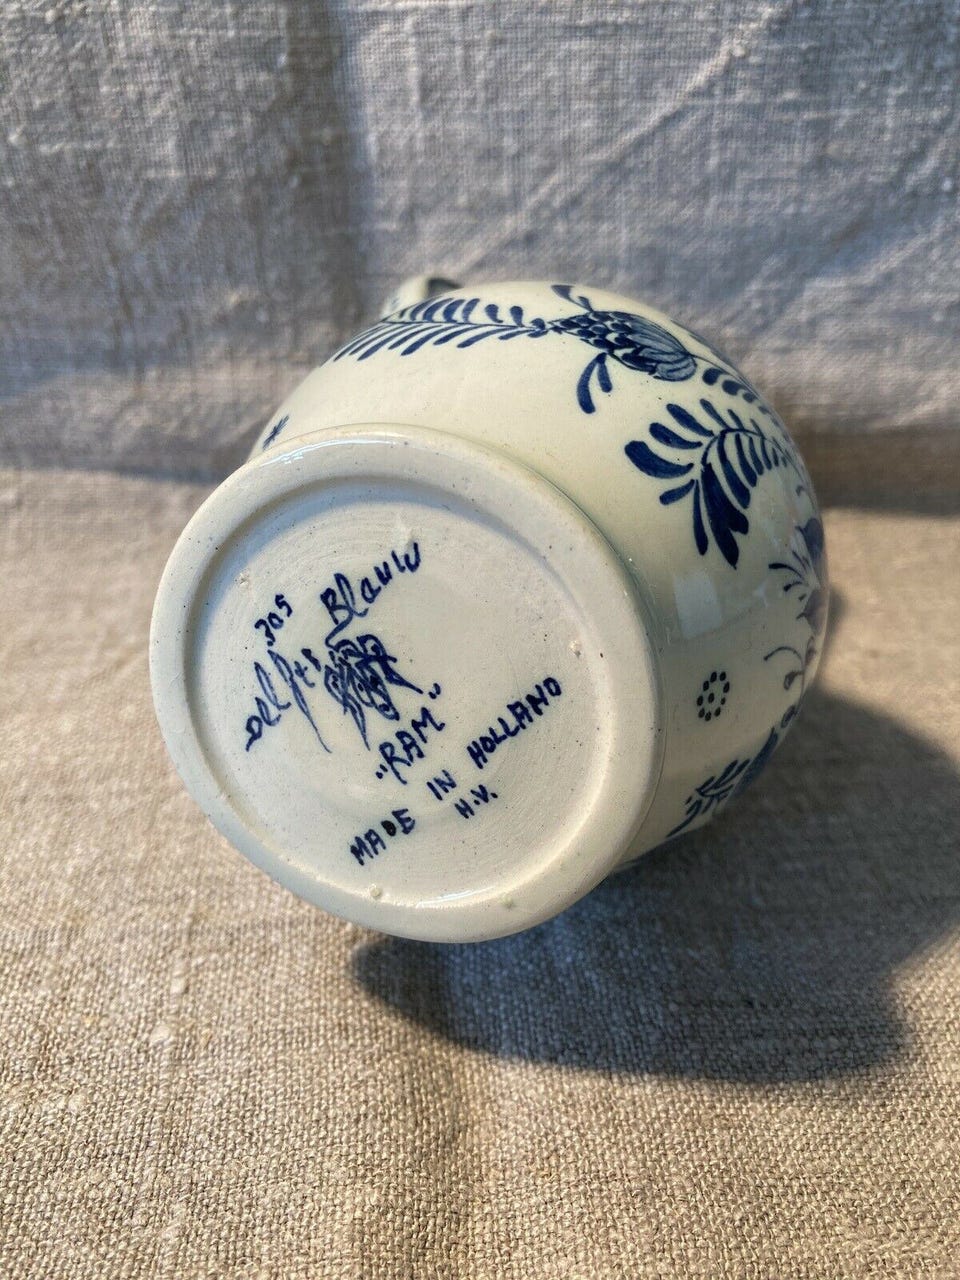 305
Delfts Blauw
"RAM"
MADE IN HOLLAND
H.V.